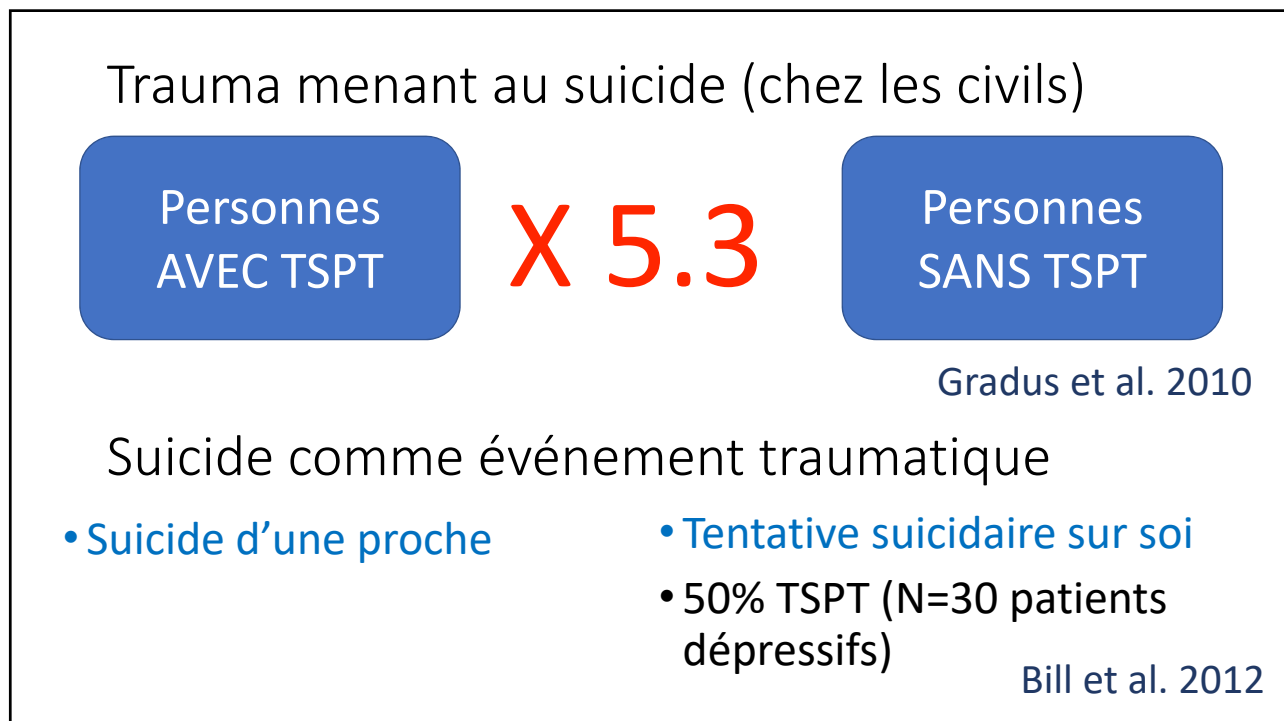 Trauma menant au suicide (chez les civils)
Personnes
AVEC TSPT
X 5.3
Personnes
SANS TSPT
Gradus et al. 2010
Suicide comme événement traumatique
• Suicide d’une proche
• Tentative suicidaire sur soi
• 50% TSPT (N=30 patients
dépressifs)
Bill et al. 2012